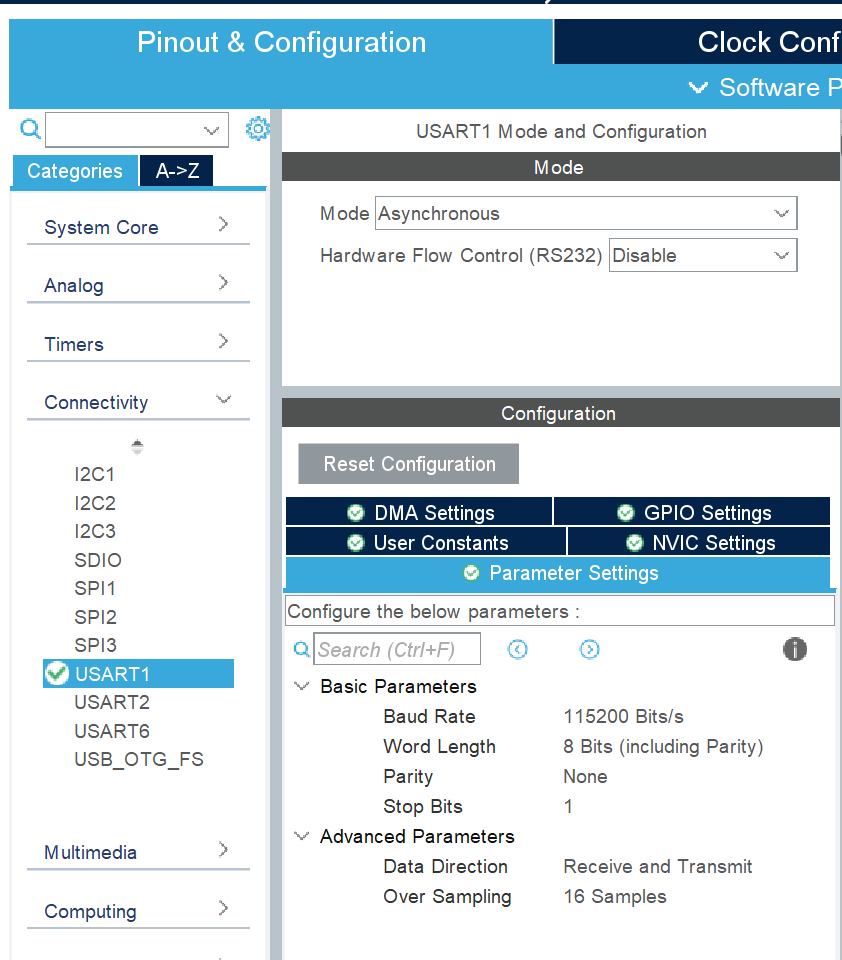 Pinout & Configuration
Clock Conf
Software P
Categories
A->Z
System Core
Analog
Timers
Connectivity
I2C1
I2C2
I2C3
SDIO
SPI1
SPI2
SPI3
USART1
USART2
USART6
USB_OTG_FS
Multimedia
Computing
USART1 Mode and Configuration
Mode
Mode Asynchronous
Hardware Flow Control (RS232) Disable
Configuration
Reset Configuration
DMA Settings
GPIO Settings
User Constants
NVIC Settings
Parameter Settings
Configure the below parameters :
Search (Ctrl+F)
Basic Parameters
Baud Rate 115200 Bits/s
Word Length 8 Bits (including Parity)
Parity None
Stop Bits 1
Advanced Parameters
Data Direction Receive and Transmit
Over Sampling 16 Samples